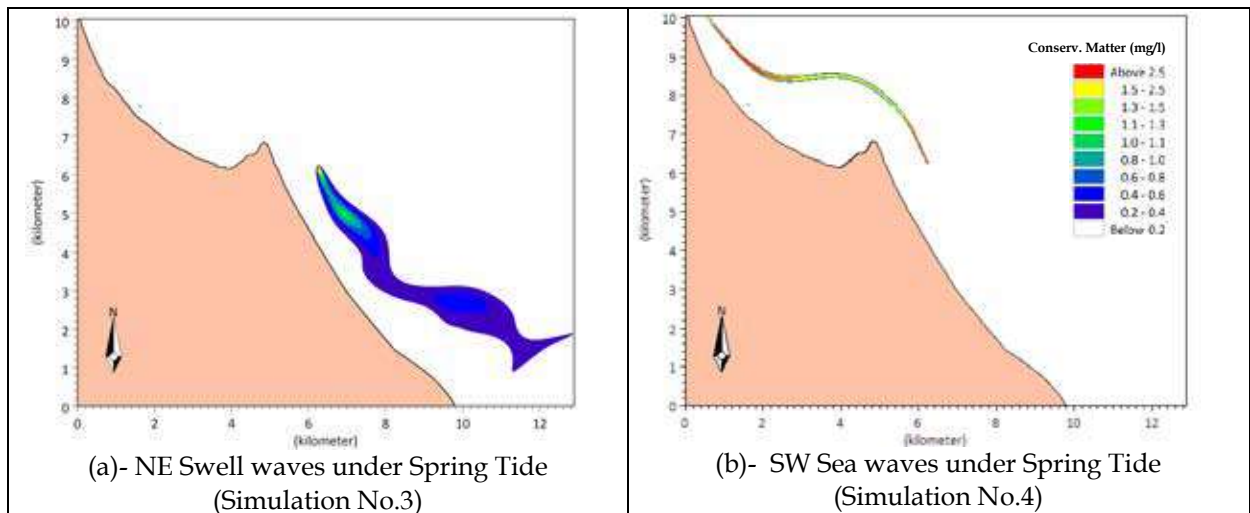 10
9
8
7
6
5
4
3
2
1
0
(kilometer)
N
0 2 4 6 8 10 12
(kilometer)
(a)- NE Swell waves under Spring Tide
(Simulation No.3)
10
9
8
7
6
5
4
3
2
1
0
(kilometer)
N
0 2 4 6 8 10 12
(kilometer)
Conserv. Matter (mg/l)
Above 2.5
1.5 - 2.5
1.3 - 1.5
1.1 - 1.3
1.0 - 1.1
0.8 - 1.0
0.6 - 0.8
0.4 - 0.6
0.2 - 0.4
Below 0.2
(b)- SW Sea waves under Spring Tide
(Simulation No.4)